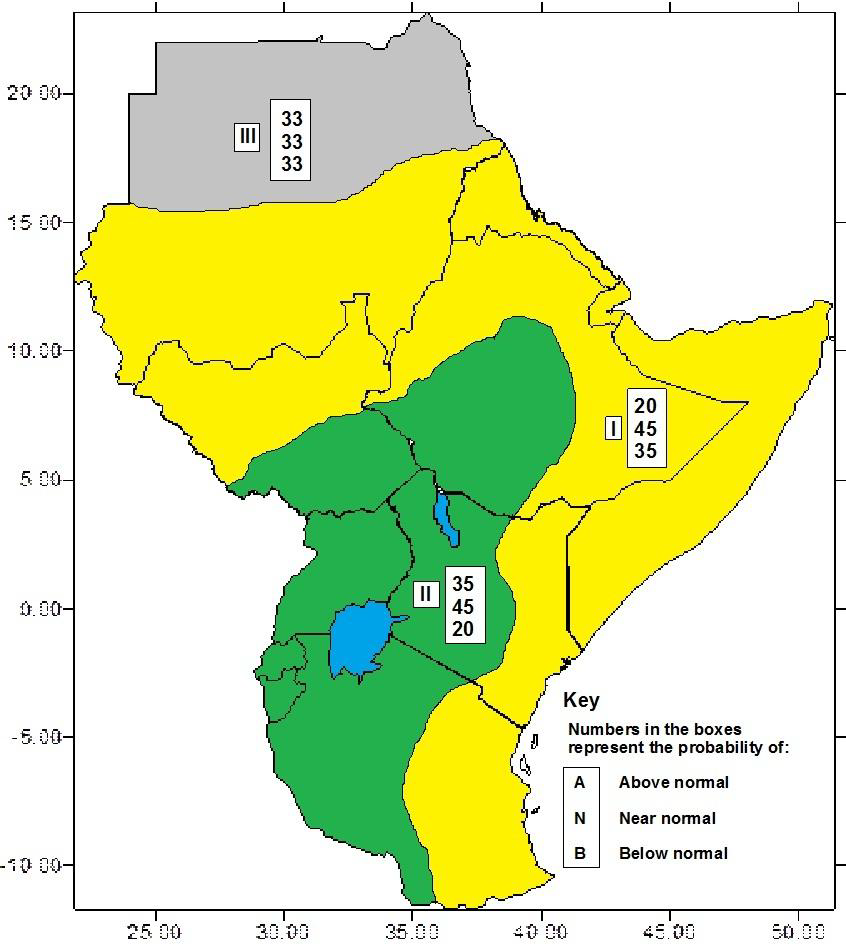 20.00
15.00
10.00
5.00
0.00
-5.00
-10.00
III
33
33
33
I
20
45
35
II
35
45
20
Key
Numbers in the boxes
represent the probability of:
A Above normal
N Near normal
B Below normal
25.00 30.00 35.00 40.00 45.00 50.00